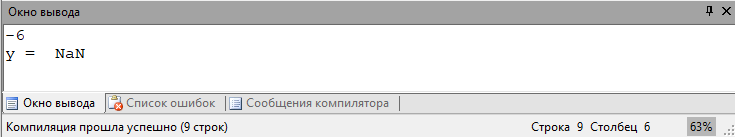 Окно вывода
-6
y =  NaN
Окно вывода Список ошибок Сообщения компилятора
Компиляция прошла успешно (9 строк) Строка 9 Столбец 6 63%